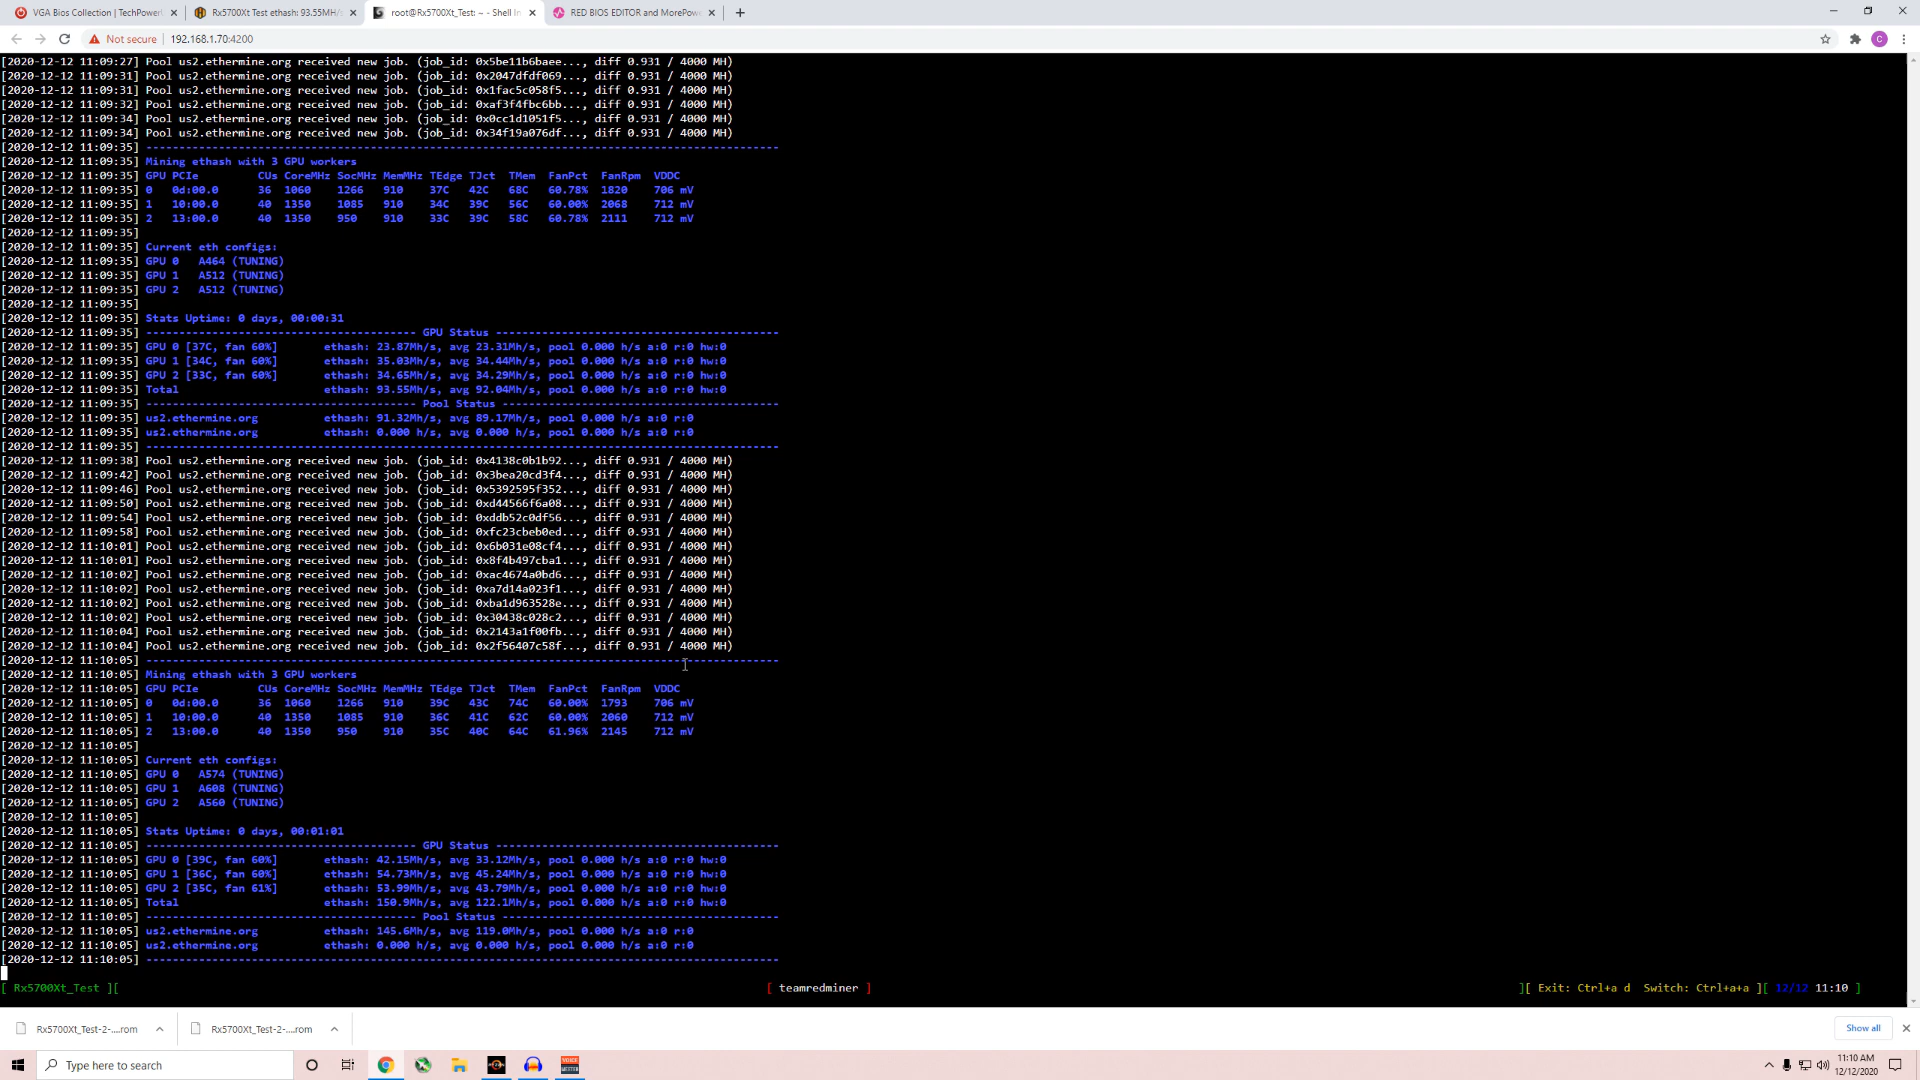 VGA Bios Collection | TechPowerU
Rx5700Xt Test ethash: 93.55MH/s
root@Rx5700Xt_Test: ~ - Shell In
RED BIOS EDITOR and MorePowe
Not secure | 192.168.1.70:4200
[2020-12-12 11:09:27] Pool us2.ethermine.org received new job. (job_id: 0x5be11b6baee..., diff 0.931 / 4000 MH)
[2020-12-12 11:09:31] Pool us2.ethermine.org received new job. (job_id: 0x2047dfdf069..., diff 0.931 / 4000 MH)
[2020-12-12 11:09:31] Pool us2.ethermine.org received new job. (job_id: 0x1fac5c058f5..., diff 0.931 / 4000 MH)
[2020-12-12 11:09:32] Pool us2.ethermine.org received new job. (job_id: 0xaf3f4fbc6bb..., diff 0.931 / 4000 MH)
[2020-12-12 11:09:34] Pool us2.ethermine.org received new job. (job_id: 0x0cc1d1051f5..., diff 0.931 / 4000 MH)
[2020-12-12 11:09:34] Pool us2.ethermine.org received new job. (job_id: 0x34f19a076df..., diff 0.931 / 4000 MH)
[2020-12-12 11:09:35] ------------------------------------------------------------------------------------------------
[2020-12-12 11:09:35] Mining ethash with 3 GPU workers
[2020-12-12 11:09:35] GPU PCIe CUs CoreMHz SocMHz MemMHz TEdge TJct TMem FanPct FanRpm VDDC
[2020-12-12 11:09:35] 0 0d:00.0 36 1060 1266 910 37C 42C 68C 60.78% 1820 706 mV
[2020-12-12 11:09:35] 1 10:00.0 40 1350 1085 910 34C 39C 56C 60.00% 2068 712 mV
[2020-12-12 11:09:35] 2 13:00.0 40 1350 950 910 33C 39C 58C 60.78% 2111 712 mV
[2020-12-12 11:09:35]
[2020-12-12 11:09:35] Current eth configs:
[2020-12-12 11:09:35] GPU 0 A464 (TUNING)
[2020-12-12 11:09:35] GPU 1 A512 (TUNING)
[2020-12-12 11:09:35] GPU 2 A512 (TUNING)
[2020-12-12 11:09:35]
[2020-12-12 11:09:35] Stats Uptime: 0 days, 00:00:31
[2020-12-12 11:09:35] ----------------------------------------- GPU Status -------------------------------------------
[2020-12-12 11:09:35] GPU 0 [37C, fan 60%] ethash: 23.87Mh/s, avg 23.31Mh/s, pool 0.000 h/s a:0 r:0 hw:0
[2020-12-12 11:09:35] GPU 1 [34C, fan 60%] ethash: 35.03Mh/s, avg 34.44Mh/s, pool 0.000 h/s a:0 r:0 hw:0
[2020-12-12 11:09:35] GPU 2 [33C, fan 60%] ethash: 34.65Mh/s, avg 34.29Mh/s, pool 0.000 h/s a:0 r:0 hw:0
[2020-12-12 11:09:35] Total ethash: 93.55Mh/s, avg 92.04Mh/s, pool 0.000 h/s a:0 r:0 hw:0
[2020-12-12 11:09:35] ----------------------------------------- Pool Status ------------------------------------------
[2020-12-12 11:09:35] us2.ethermine.org ethash: 91.32Mh/s, avg 89.17Mh/s, pool 0.000 h/s a:0 r:0
[2020-12-12 11:09:35] us2.ethermine.org ethash: 0.000 h/s, avg 0.000 h/s, pool 0.000 h/s a:0 r:0
[2020-12-12 11:09:35] ------------------------------------------------------------------------------------------------
[2020-12-12 11:09:38] Pool us2.ethermine.org received new job. (job_id: 0x4138c0b1b92..., diff 0.931 / 4000 MH)
[2020-12-12 11:09:42] Pool us2.ethermine.org received new job. (job_id: 0x3bea20cd3f4..., diff 0.931 / 4000 MH)
[2020-12-12 11:09:46] Pool us2.ethermine.org received new job. (job_id: 0x5392595f352..., diff 0.931 / 4000 MH)
[2020-12-12 11:09:50] Pool us2.ethermine.org received new job. (job_id: 0xd44566f6a08..., diff 0.931 / 4000 MH)
[2020-12-12 11:09:54] Pool us2.ethermine.org received new job. (job_id: 0xddb52c0df56..., diff 0.931 / 4000 MH)
[2020-12-12 11:09:58] Pool us2.ethermine.org received new job. (job_id: 0xfc23cbeb0ed..., diff 0.931 / 4000 MH)
[2020-12-12 11:10:01] Pool us2.ethermine.org received new job. (job_id: 0x6b031e08cf4..., diff 0.931 / 4000 MH)
[2020-12-12 11:10:01] Pool us2.ethermine.org received new job. (job_id: 0x8f4b497cba1..., diff 0.931 / 4000 MH)
[2020-12-12 11:10:02] Pool us2.ethermine.org received new job. (job_id: 0xac4674a0bd6..., diff 0.931 / 4000 MH)
[2020-12-12 11:10:02] Pool us2.ethermine.org received new job. (job_id: 0xa7d14a023f1..., diff 0.931 / 4000 MH)
[2020-12-12 11:10:02] Pool us2.ethermine.org received new job. (job_id: 0xba1d963528e..., diff 0.931 / 4000 MH)
[2020-12-12 11:10:02] Pool us2.ethermine.org received new job. (job_id: 0x30438c028c2..., diff 0.931 / 4000 MH)
[2020-12-12 11:10:04] Pool us2.ethermine.org received new job. (job_id: 0x2143a1f00fb..., diff 0.931 / 4000 MH)
[2020-12-12 11:10:04] Pool us2.ethermine.org received new job. (job_id: 0x2f56407c58f..., diff 0.931 / 4000 MH)
[2020-12-12 11:10:05] ------------------------------------------------------------------------------------------------
[2020-12-12 11:10:05] Mining ethash with 3 GPU workers
[2020-12-12 11:10:05] GPU PCIe CUs CoreMHz SocMHz MemMHz TEdge TJct TMem FanPct FanRpm VDDC
[2020-12-12 11:10:05] 0 0d:00.0 36 1060 1266 910 39C 43C 74C 60.00% 1793 706 mV
[2020-12-12 11:10:05] 1 10:00.0 40 1350 1085 910 36C 41C 62C 60.00% 2060 712 mV
[2020-12-12 11:10:05] 2 13:00.0 40 1350 950 910 35C 40C 64C 61.96% 2145 712 mV
[2020-12-12 11:10:05]
[2020-12-12 11:10:05] Current eth configs:
[2020-12-12 11:10:05] GPU 0 A574 (TUNING)
[2020-12-12 11:10:05] GPU 1 A608 (TUNING)
[2020-12-12 11:10:05] GPU 2 A560 (TUNING)
[2020-12-12 11:10:05]
[2020-12-12 11:10:05] Stats Uptime: 0 days, 00:01:01
[2020-12-12 11:10:05] ----------------------------------------- GPU Status -------------------------------------------
[2020-12-12 11:10:05] GPU 0 [39C, fan 60%] ethash: 42.15Mh/s, avg 33.12Mh/s, pool 0.000 h/s a:0 r:0 hw:0
[2020-12-12 11:10:05] GPU 1 [36C, fan 60%] ethash: 54.73Mh/s, avg 45.24Mh/s, pool 0.000 h/s a:0 r:0 hw:0
[2020-12-12 11:10:05] GPU 2 [35C, fan 61%] ethash: 53.99Mh/s, avg 43.79Mh/s, pool 0.000 h/s a:0 r:0 hw:0
[2020-12-12 11:10:05] Total ethash: 150.9Mh/s, avg 122.1Mh/s, pool 0.000 h/s a:0 r:0 hw:0
[2020-12-12 11:10:05] ----------------------------------------- Pool Status ------------------------------------------
[2020-12-12 11:10:05] us2.ethermine.org ethash: 145.6Mh/s, avg 119.0Mh/s, pool 0.000 h/s a:0 r:0
[2020-12-12 11:10:05] us2.ethermine.org ethash: 0.000 h/s, avg 0.000 h/s, pool 0.000 h/s a:0 r:0
[2020-12-12 11:10:05] ------------------------------------------------------------------------------------------------
[ Rx5700Xt_Test ][ [ teamredminer ] ][ Exit: Ctrl+a d Switch: Ctrl+a+a ][ 12/12 11:10 ]
Rx5700Xt_Test-2-....rom
Rx5700Xt_Test-2-....rom
Show all
Type here to search
11:10 AM
12/12/2020